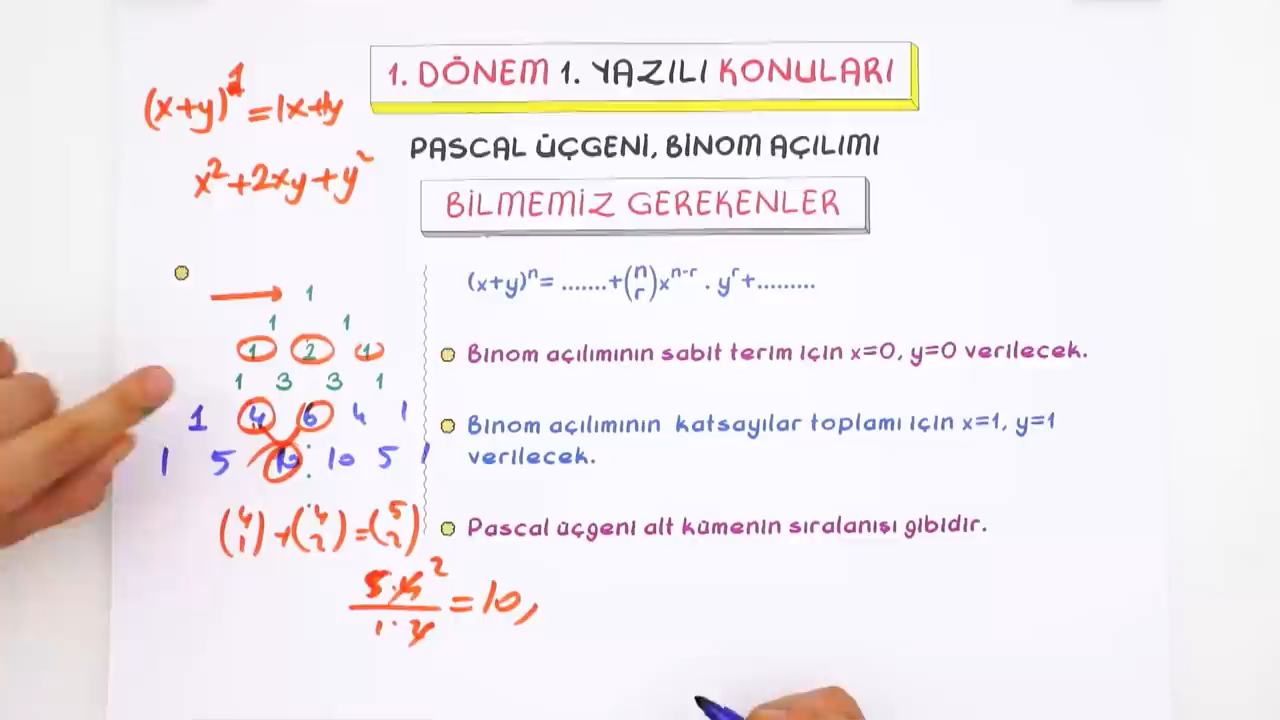 1. DÖNEM 1. YAZILI KONULARI
(x+y)¹ = 1x+1y
PASCAL ÜÇGENİ, BİNOM AÇILIMI
x²+2xy+y²
BİLMEMİZ GEREKENLER
(x+y)ⁿ= .......+(n r)xⁿ⁻ʳ . yʳ+.........
1
1 1
1 2 1
1 3 3 1
1 4 6 4 1
1 5 10 10 5 1
(4 1)+(4 2)=(5 2)
5.4 2
1.2
=10,
Binom açılımının sabit terim için x=0, y=0 verilecek.
Binom açılımının katsayılar toplamı için x=1, y=1
verilecek.
Pascal üçgeni alt kümenin sıralanışı gibidir.